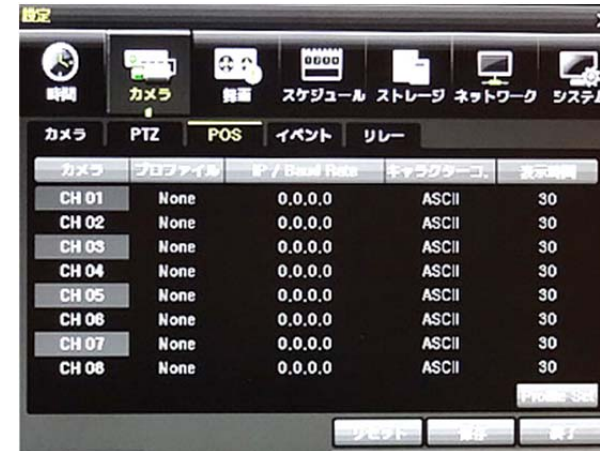 設定
時間 カメラ 録画 スケジュール ストレージ ネットワーク システム
カメラ PTZ POS イベント リレー
カメラ プロファイル IP / Baud Rate キャラクターコ. 表示時間
CH 01 None 0.0.0.0 ASCII 30
CH 02 None 0.0.0.0 ASCII 30
CH 03 None 0.0.0.0 ASCII 30
CH 04 None 0.0.0.0 ASCII 30
CH 05 None 0.0.0.0 ASCII 30
CH 06 None 0.0.0.0 ASCII 30
CH 07 None 0.0.0.0 ASCII 30
CH 08 None 0.0.0.0 ASCII 30
Profile Set
リセット 保存 終了